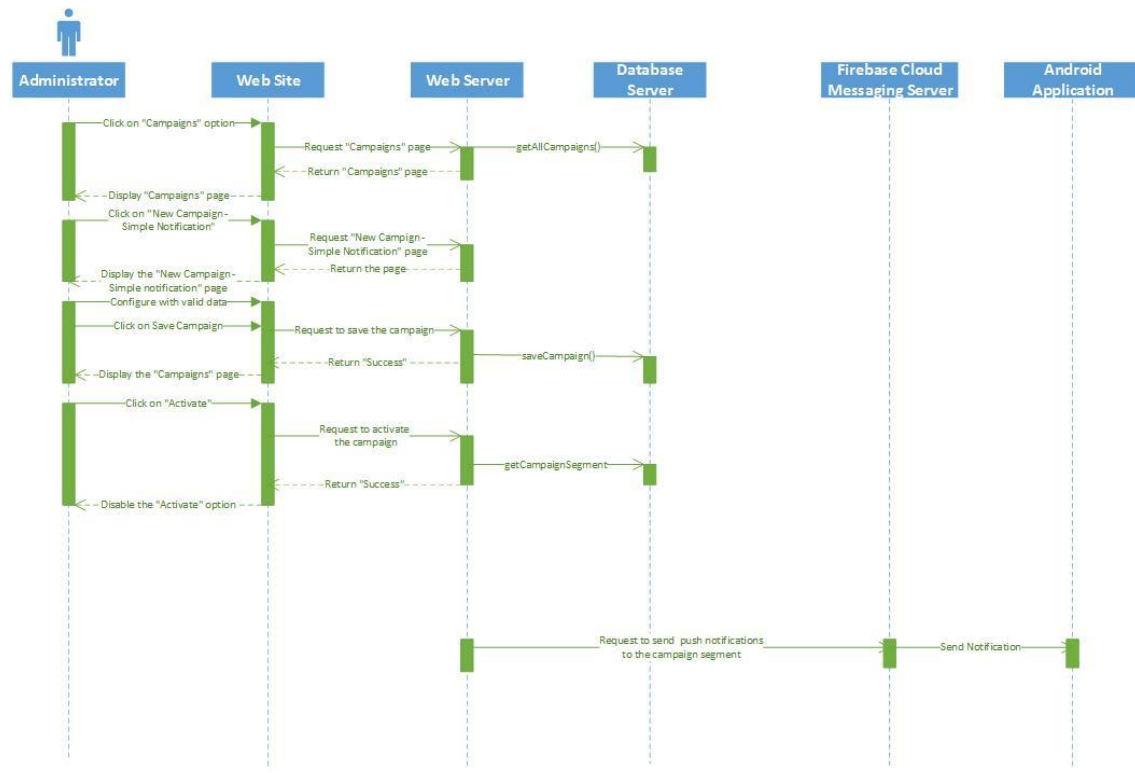 Administrator
Web Site
Web Server
Database
Server
Firebase Cloud
Messaging Server
Android
Application
Click on "Campaigns" option
Request "Campaigns" page
getAllCampaigns()
Return "Campaigns" page
Display "Campaigns" page
Click on "New Campaign-
Simple Notification"
Request "New Campign-
Simple Notification" page
Return the page
Display the "New Campaign-
Simple notification" page
Configure with valid data
Click on Save Campaign
Request to save the campaign
saveCampaign()
Return "Success"
Display the "Campaigns" page
Click on "Activate"
Request to activate
the campaign
getCampaignSegment
Return "Success"
Disable the "Activate" option
Request to send push notifications
to the campaign segment
Send Notification